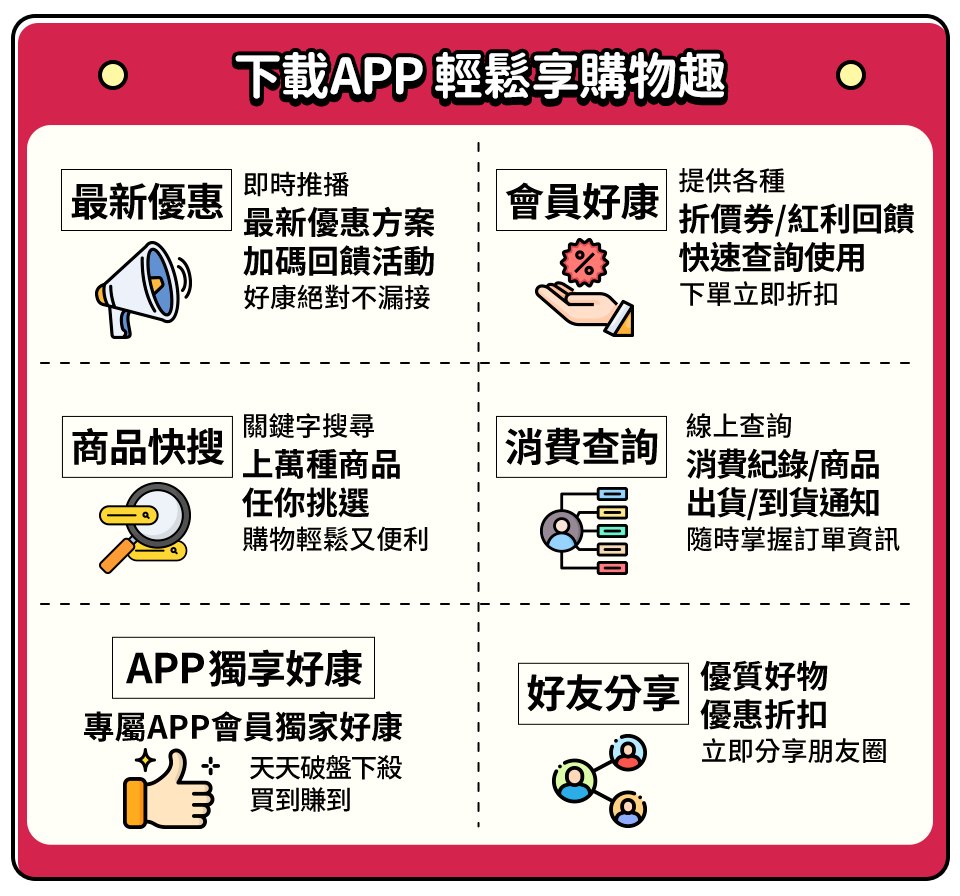 下載APP 輕鬆享購物趣
最新優惠
即時推播
最新優惠方案
加碼回饋活動
好康絕對不漏接
會員好康
提供各種
折價券/紅利回饋
快速查詢使用
下單立即折扣
商品快搜
關鍵字搜尋
上萬種商品
任你挑選
購物輕鬆又便利
消費查詢
線上查詢
消費紀錄/商品
出貨/到貨通知
隨時掌握訂單資訊
APP獨享好康
專屬APP會員獨家好康
天天破盤下殺
買到賺到
好友分享
優質好物
優惠折扣
立即分享朋友圈